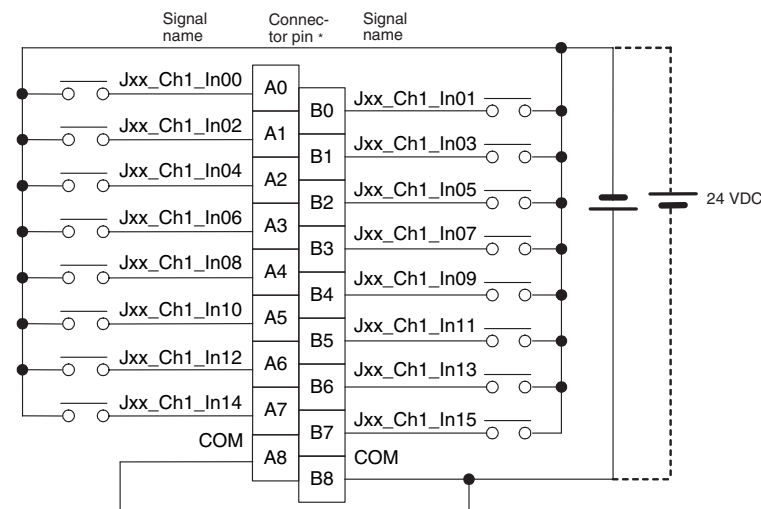 Signal
name
Connec-
tor pin *
Signal
name
Jxx_Ch1_In00
A0
B0
Jxx_Ch1_In01
Jxx_Ch1_In02
A1
B1
Jxx_Ch1_In03
Jxx_Ch1_In04
A2
B2
Jxx_Ch1_In05
Jxx_Ch1_In06
A3
B3
Jxx_Ch1_In07
Jxx_Ch1_In08
A4
B4
Jxx_Ch1_In09
Jxx_Ch1_In10
A5
B5
Jxx_Ch1_In11
Jxx_Ch1_In12
A6
B6
Jxx_Ch1_In13
Jxx_Ch1_In14
A7
B7
Jxx_Ch1_In15
COM
A8
B8
COM
24 VDC